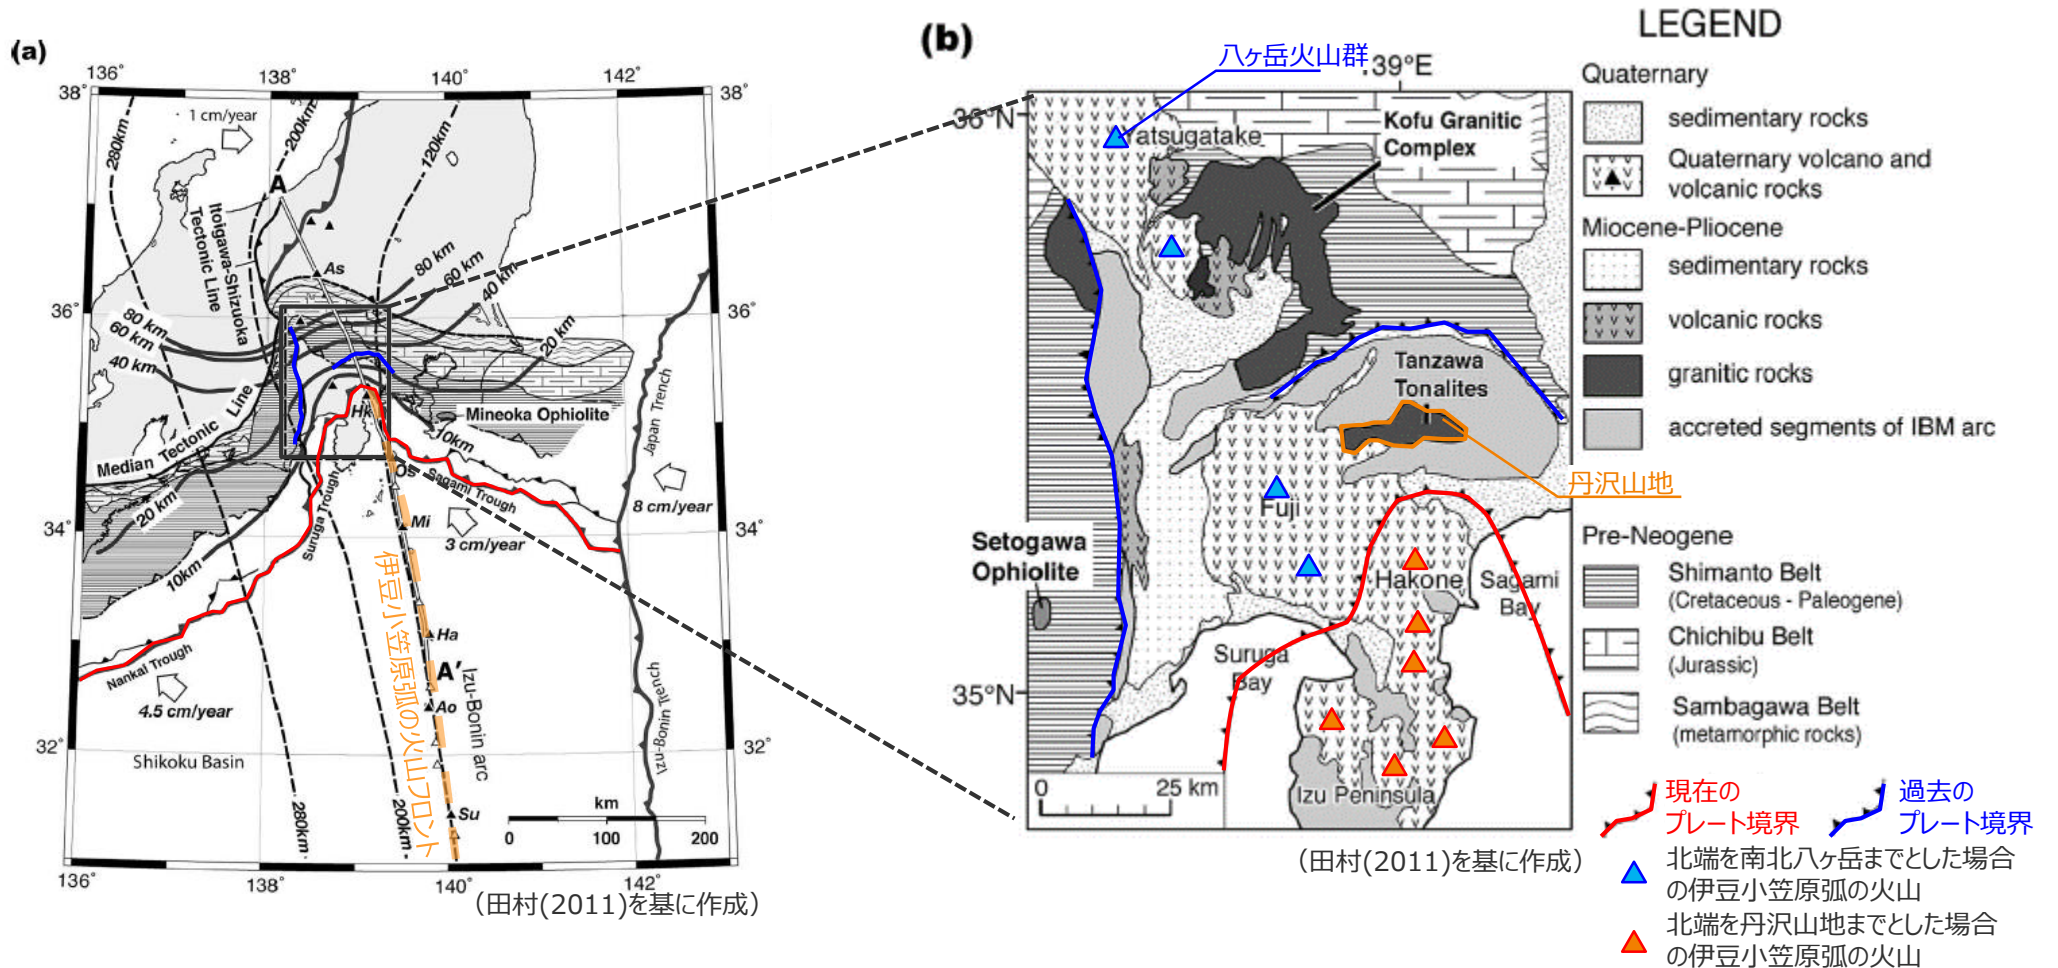 (a)
136°
138°
140°
142°
38°
38°
1 cm/year
280km
200km
120km
A
Itoigawa-Shizuoka
Tectonic Line
As
80 km
60 km
40 km
36°
36°
80 km
60 km
40 km
20 km
Median Tectonic Line
Hk
Mineoka Ophiolite
10km
Japan Trench
Os
Sagami Trough
8 cm/year
20 km
Suruga Trough
Mi
34°
34°
3 cm/year
10km
伊豆小笠原弧の火山フロント
Ha
A'
Izu-Bonin arc
Izu-Bonin Trench
Nankai Trough
4.5 cm/year
Ao
32°
32°
Shikoku Basin
280km
200km
Su
km
0 100 200
136°
138°
140°
142°
(田村(2011)を基に作成)
(b)
八ヶ岳火山群
39°E
36°N
atsugatake
Kofu Granitic
Complex
Tanzawa
Tonalites
丹沢山地
Fuji
Setogawa
Ophiolite
Hakone
Sagami
Bay
Suruga
Bay
35°N
0 25 km
Izu Peninsula
(田村(2011)を基に作成)
LEGEND
Quaternary
sedimentary rocks
Quaternary volcano and
volcanic rocks
Miocene-Pliocene
sedimentary rocks
volcanic rocks
granitic rocks
accreted segments of IBM arc
Pre-Neogene
Shimanto Belt
(Cretaceous - Paleogene)
Chichibu Belt
(Jurassic)
Sambagawa Belt
(metamorphic rocks)
現在の
プレート境界
過去の
プレート境界
北端を南北八ヶ岳までとした場合
の伊豆小笠原弧の火山
北端を丹沢山地までとした場合
の伊豆小笠原弧の火山